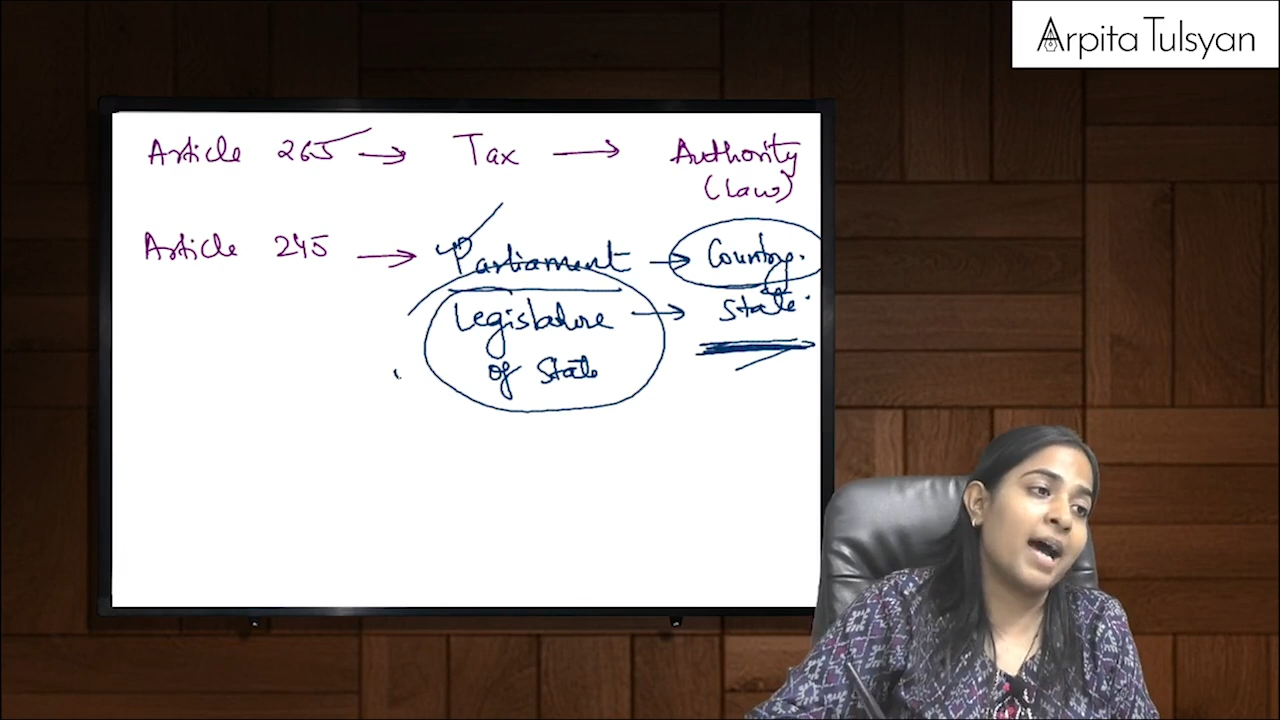 Arpita Tulsyan
Article 265 → Tax → Authority
(Law)
Article 245 → Parliament → Country.
Legislature → State.
of State